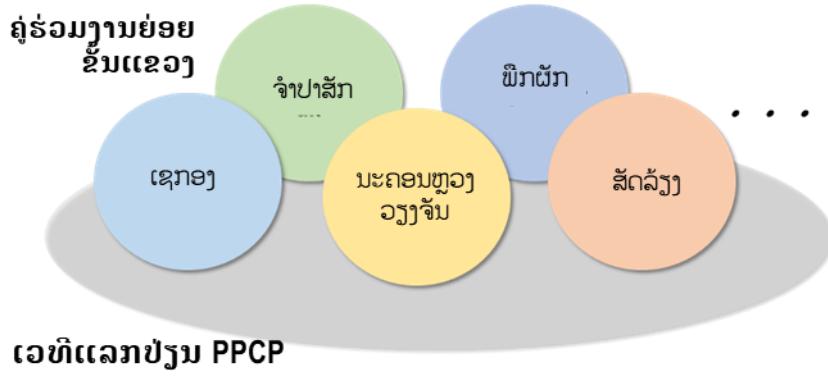 ຄູ່ຮ່ວມງານຍ່ອຍ
ຂັ້ນແຂວງ
ຈຳປາສັກ
ພືກຜັກ
. . .
ເຊກອງ
ນະຄອນຫຼວງ
ວຽງຈັນ
ສັດລ້ຽງ
ເວທີແລກປ່ຽນ PPCP